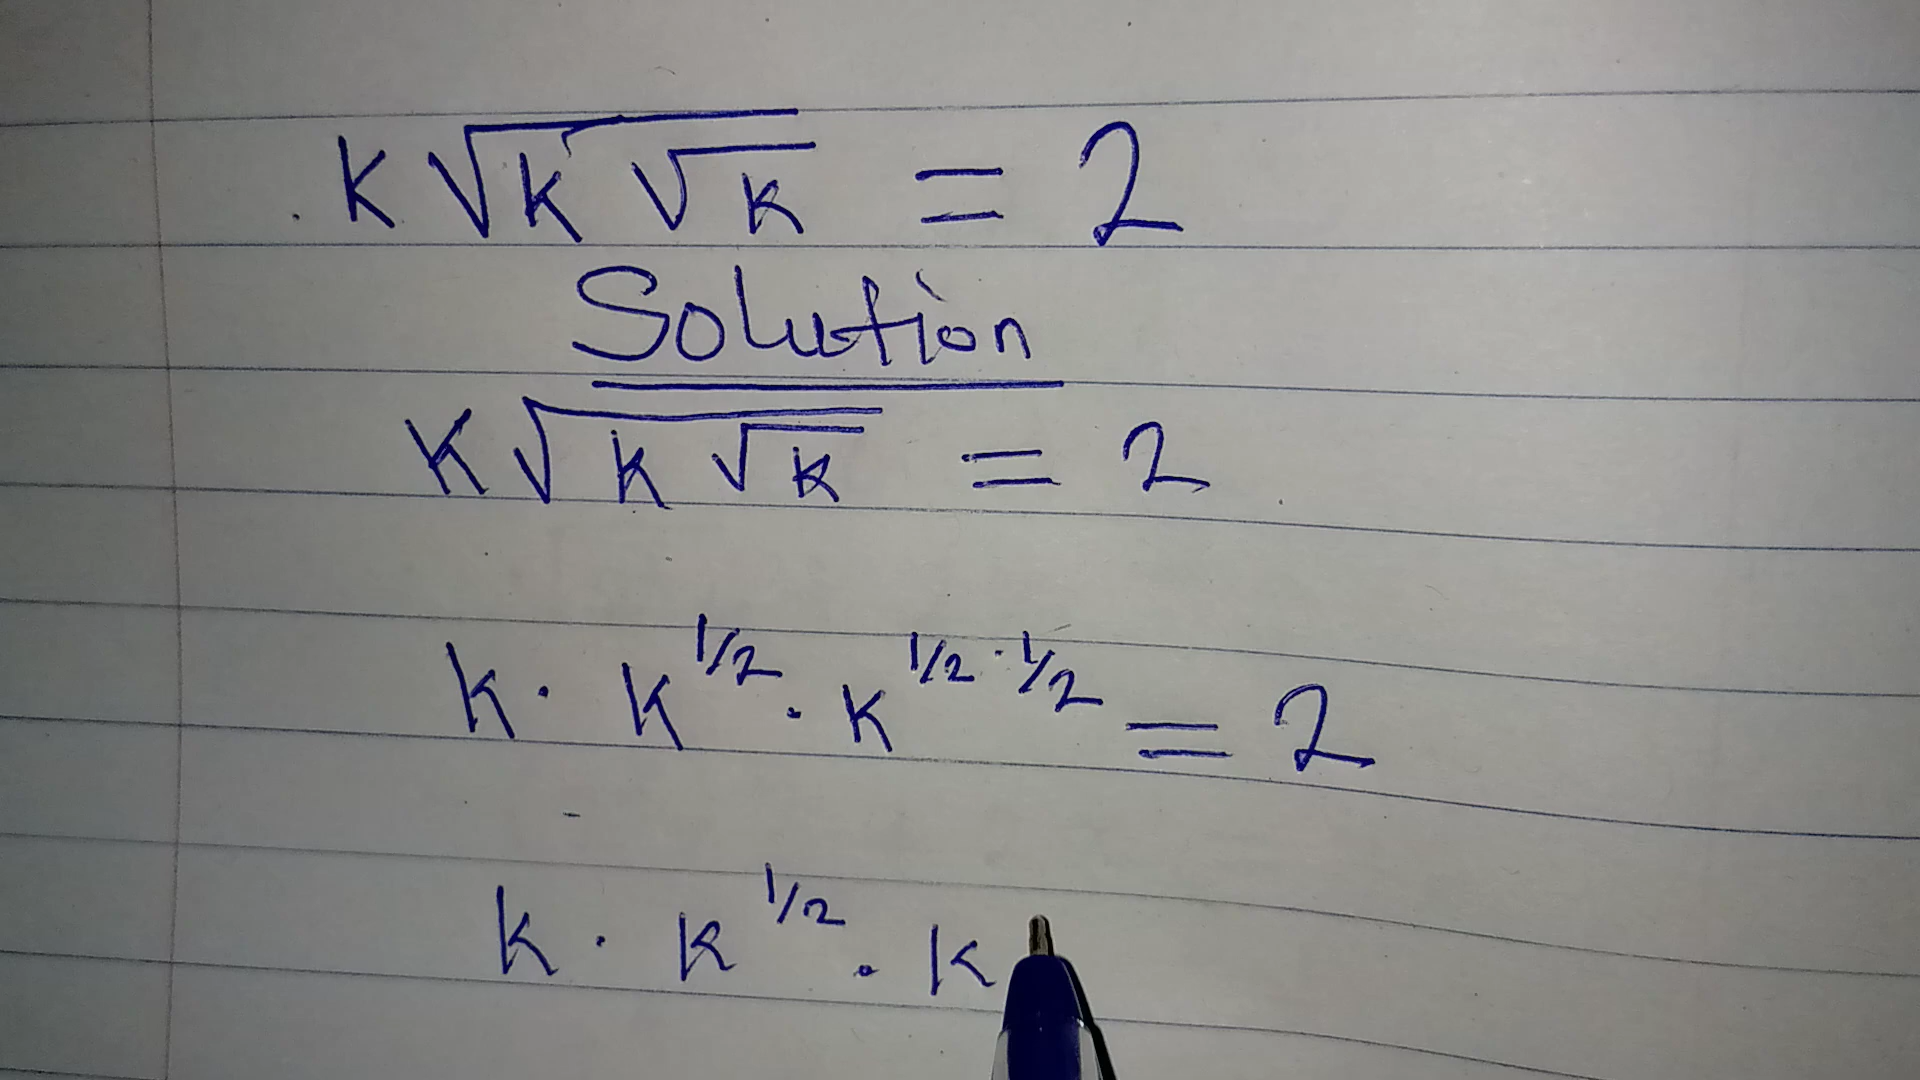 k√(k√k) = 2
Solution
k√(k√k) = 2
k · k^1/2 · k^1/2 · 1/2 = 2
k · k^1/2 · k